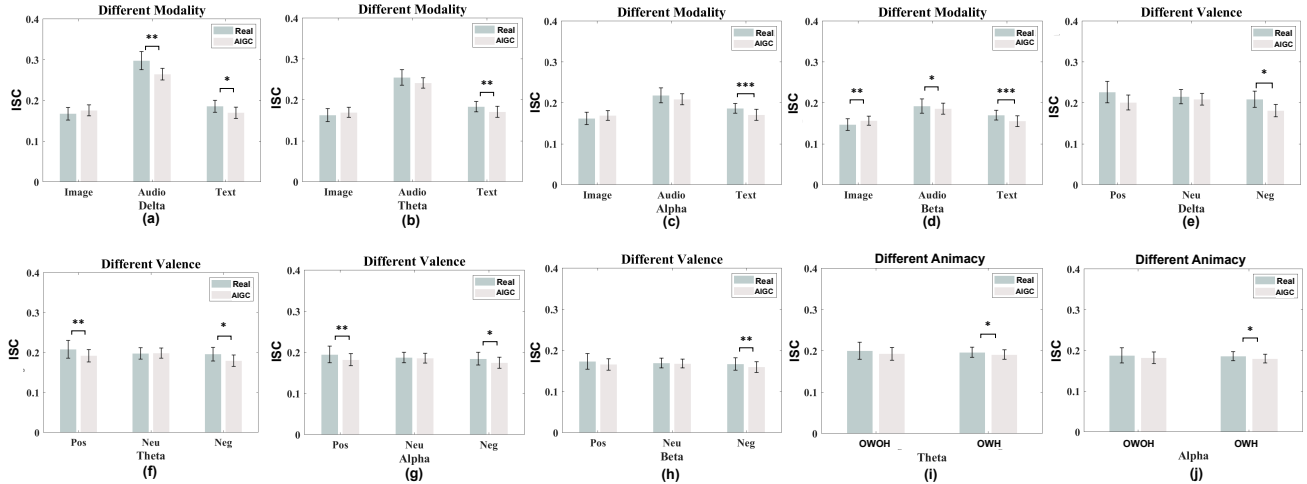 Different Modality
0.4
0.3
0.2
0.1
0
ISC
Real
AIGC
**
*
Image Audio Text
Delta
(a)
Different Modality
0.4
0.3
0.2
0.1
0
ISC
Real
AIGC
**
Image Audio Text
Theta
(b)
Different Modality
0.4
0.3
0.2
0.1
0
ISC
Real
AIGC
***
Image Audio Text
Alpha
(c)
Different Modality
0.4
0.3
0.2
0.1
0
ISC
Real
AIGC
**
*
***
Image Audio Text
Beta
(d)
Different Valence
0.4
0.3
0.2
0.1
0
ISC
Real
AIGC
*
Pos Neu Neg
Delta
(e)
Different Valence
0.4
0.3
0.2
0.1
0
ISC
Real
AIGC
**
*
Pos Neu Neg
Theta
(f)
Different Valence
0.4
0.3
0.2
0.1
0
ISC
Real
AIGC
**
*
Pos Neu Neg
Alpha
(g)
Different Valence
0.4
0.3
0.2
0.1
0
ISC
Real
AIGC
**
Pos Neu Neg
Beta
(h)
Different Animacy
0.4
0.3
0.2
0.1
0
ISC
Real
AIGC
*
OWOH OWH
Theta
(i)
Different Animacy
0.4
0.3
0.2
0.1
0
ISC
Real
AIGC
*
OWOH OWH
Alpha
(j)